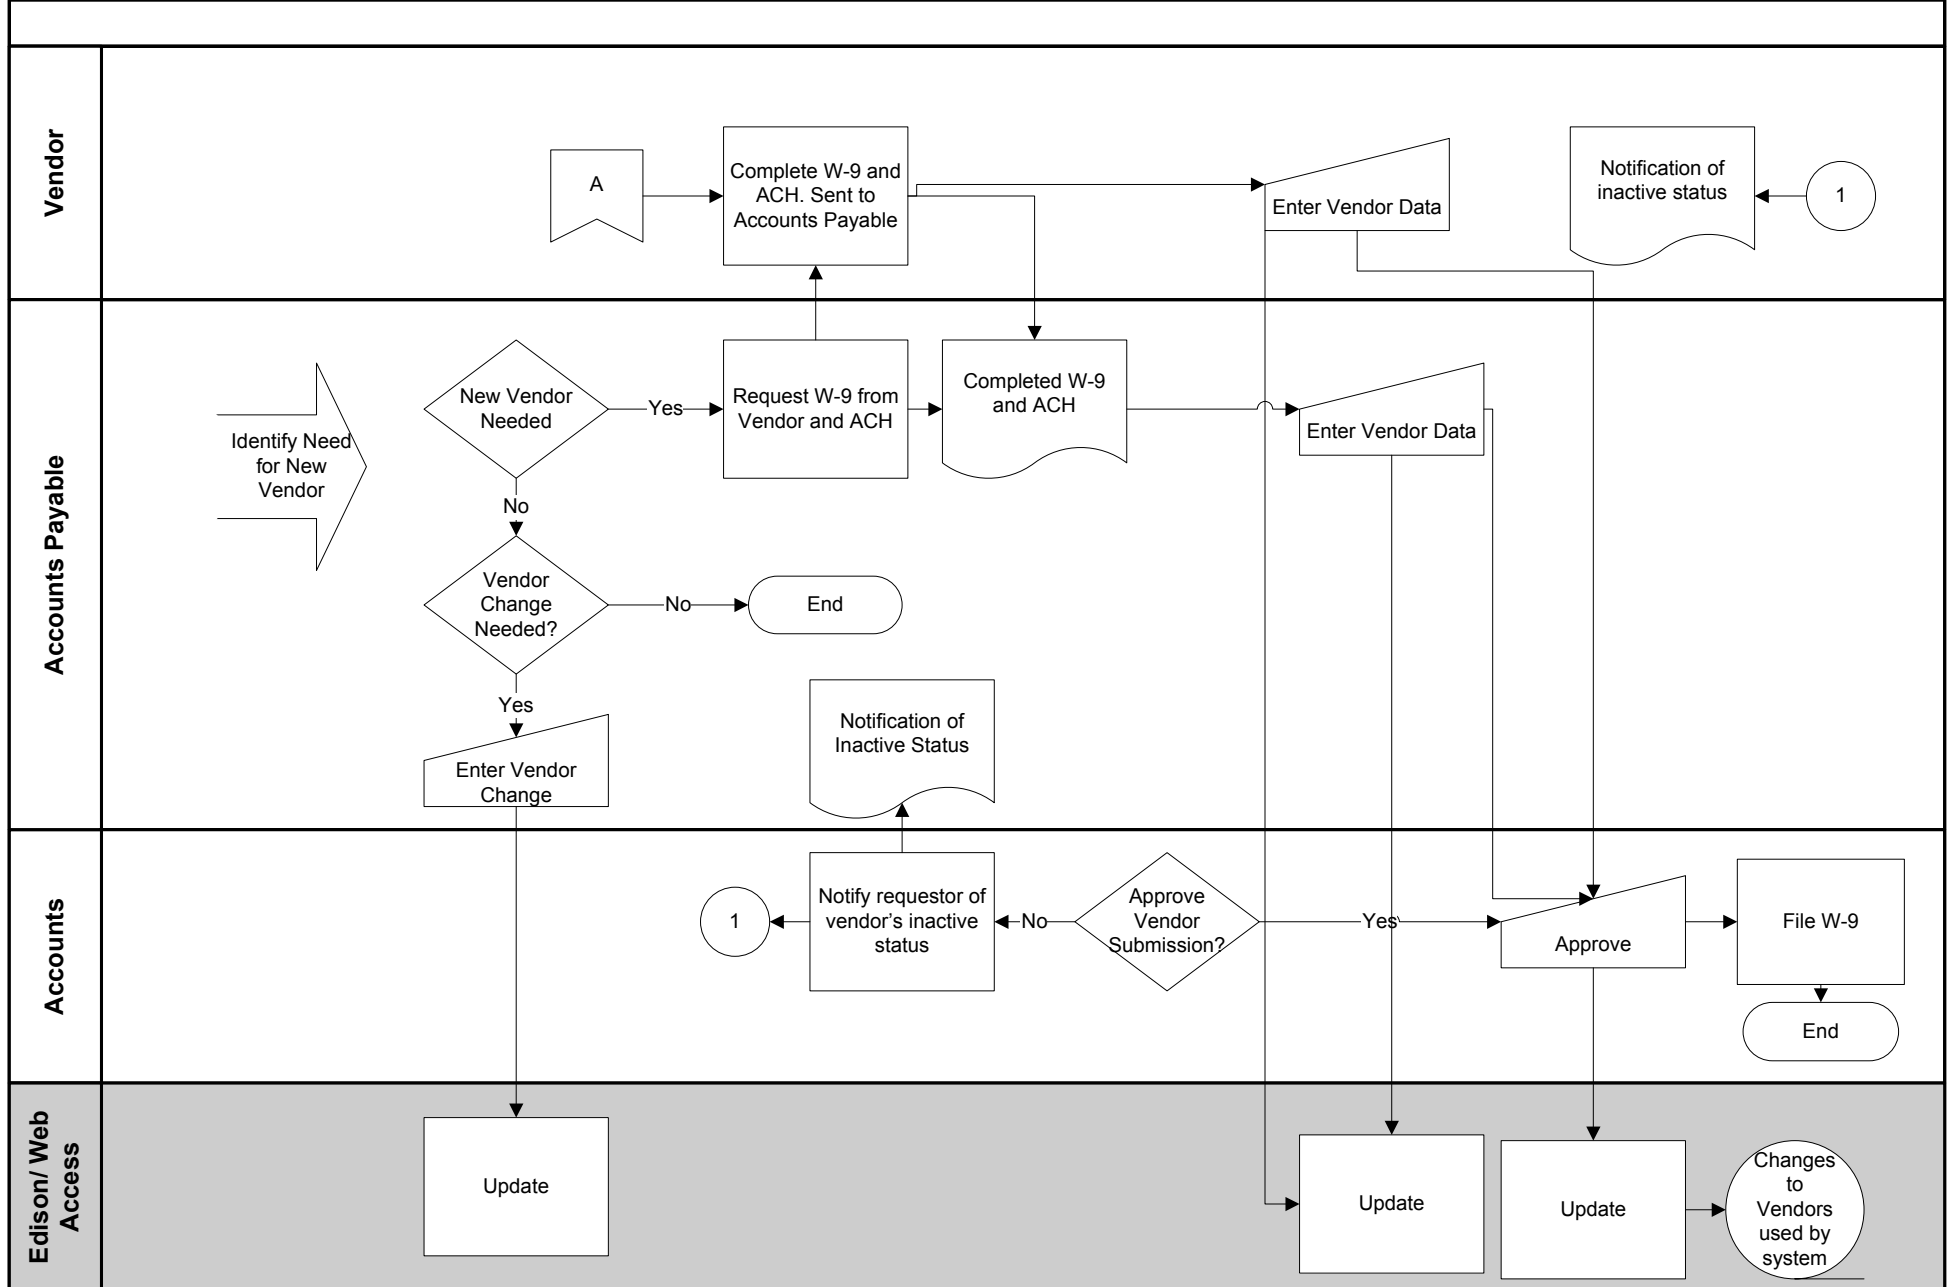 Vendor
A
Complete W-9 and
ACH. Sent to
Accounts Payable
Enter Vendor Data
Notification of
inactive status
1
Accounts Payable
Identify Need
for New
Vendor
New Vendor
Needed
Yes
Request W-9 from
Vendor and ACH
Completed W-9
and ACH
Enter Vendor Data
No
Vendor
Change
Needed?
No
End
Yes
Enter Vendor
Change
Notification of
Inactive Status
Accounts
1
Notify requestor of
vendor’s inactive
status
No
Approve
Vendor
Submission?
Yes
Approve
File W-9
End
Edison/ Web
Access
Update
Update
Update
Changes
to
Vendors
used by
system